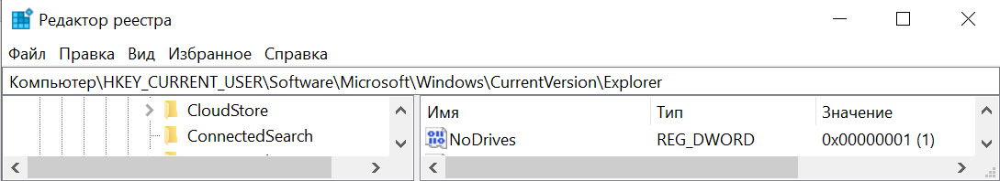 Редактор реестра
Файл Правка Вид Избранное Справка
Компьютер\HKEY_CURRENT_USER\Software\Microsoft\Windows\CurrentVersion\Explorer
CloudStore
ConnectedSearch
Имя Тип Значение
NoDrives REG_DWORD 0x00000001 (1)